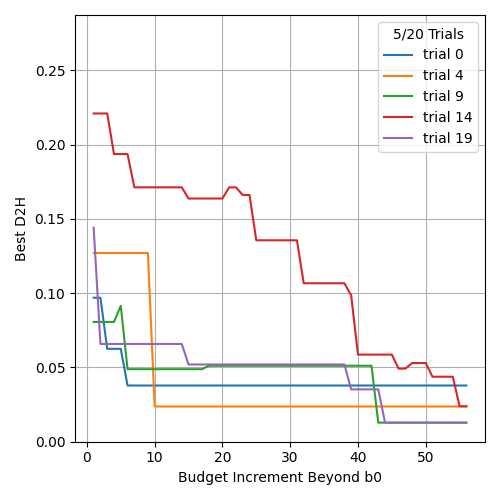 5/20 Trials
trial 0
trial 4
trial 9
trial 14
trial 19
0.25
0.20
0.15
0.10
0.05
0.00
Best D2H
0 10 20 30 40 50
Budget Increment Beyond b0